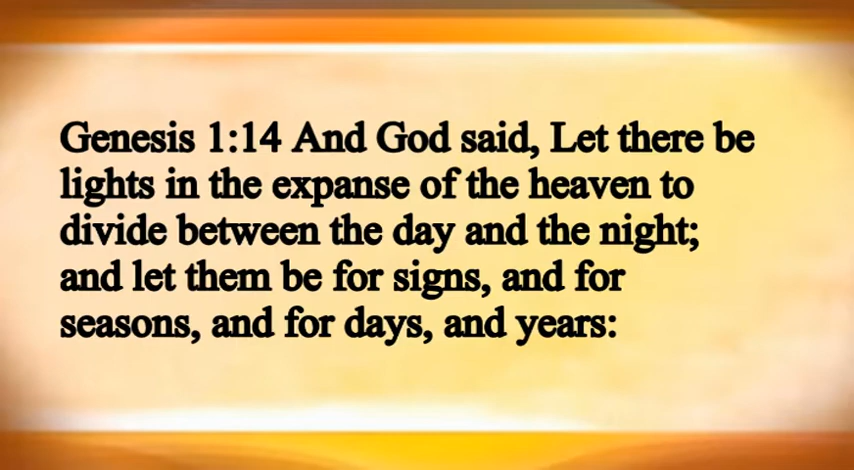 Genesis 1:14 And God said, Let there be
lights in the expanse of the heaven to
divide between the day and the night;
and let them be for signs, and for
seasons, and for days, and years: